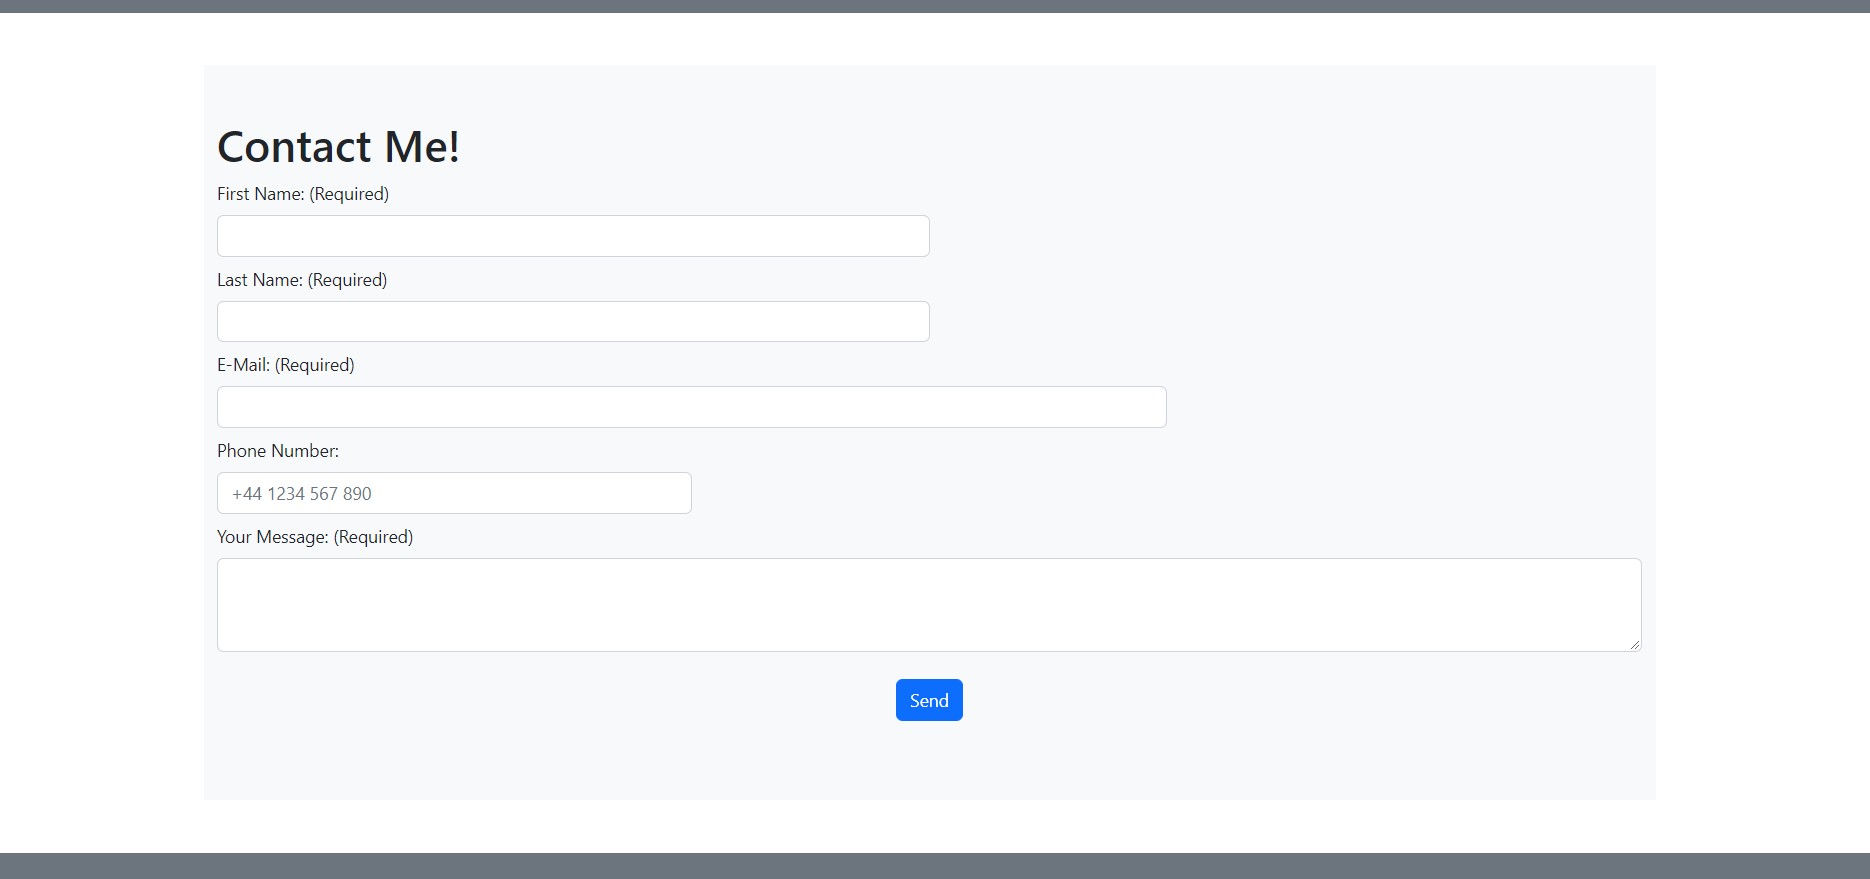 Contact Me!
First Name: (Required)
Last Name: (Required)
E-Mail: (Required)
Phone Number:
+44 1234 567 890
Your Message: (Required)
Send